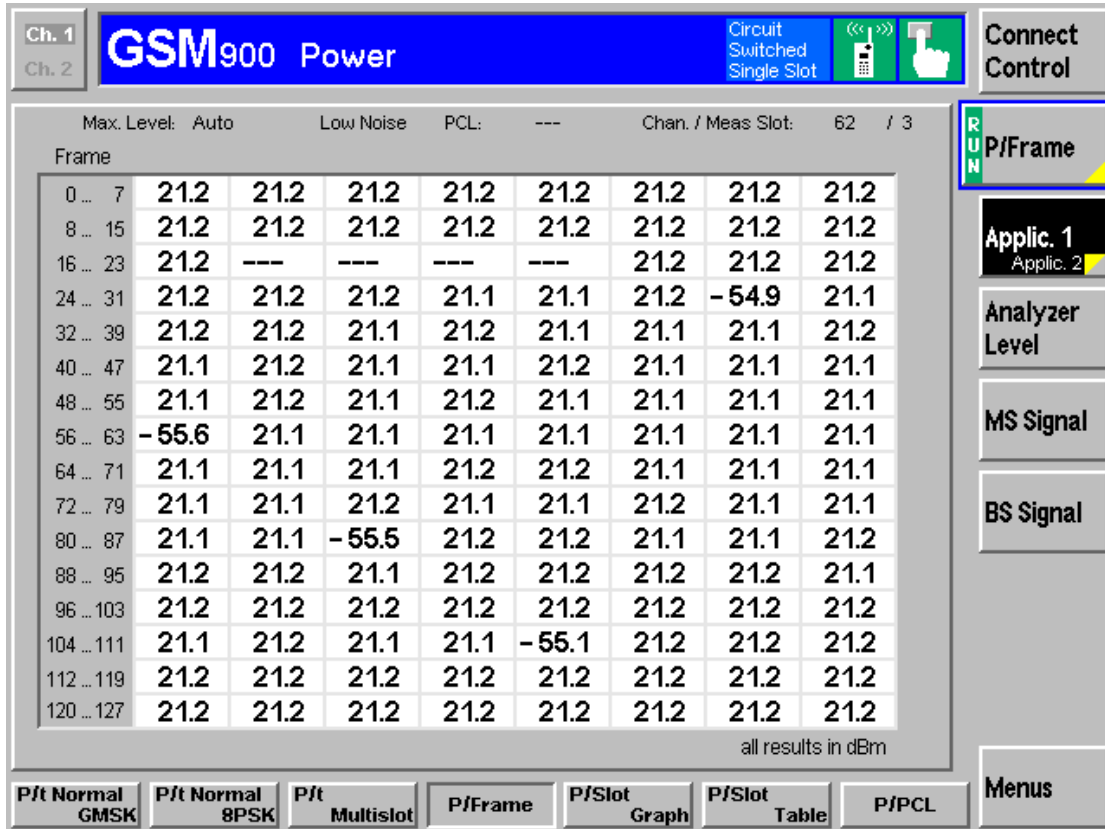 Ch. 1
Ch. 2
GSM900 Power
Circuit
Switched
Single Slot
Connect
Control
Max. Level: Auto Low Noise PCL: --- Chan. / Meas Slot: 62 / 3
Frame
0 ... 7 21.2 21.2 21.2 21.2 21.2 21.2 21.2 21.2
8 ... 15 21.2 21.2 21.2 21.2 21.2 21.2 21.2 21.2
16 ... 23 21.2 --- --- --- --- 21.2 21.2 21.2
24 ... 31 21.2 21.2 21.2 21.1 21.1 21.2 - 54.9 21.1
32 ... 39 21.2 21.2 21.1 21.2 21.1 21.1 21.1 21.2
40 ... 47 21.1 21.2 21.1 21.2 21.1 21.1 21.1 21.1
48 ... 55 21.1 21.2 21.1 21.2 21.1 21.1 21.1 21.1
56 ... 63 - 55.6 21.1 21.1 21.1 21.1 21.1 21.1 21.1
64 ... 71 21.1 21.1 21.1 21.2 21.2 21.1 21.1 21.1
72 ... 79 21.1 21.1 21.2 21.2 21.1 21.1 21.1 21.1
80 ... 87 21.1 21.1 - 55.5 21.2 21.2 21.1 21.1 21.2
88 ... 95 21.2 21.2 21.1 21.2 21.2 21.2 21.2 21.1
96 ... 103 21.2 21.2 21.2 21.2 21.2 21.2 21.2 21.2
104 ... 111 21.1 21.2 21.1 21.1 - 55.1 21.2 21.2 21.2
112 ... 119 21.2 21.2 21.2 21.2 21.2 21.2 21.2 21.2
120 ... 127 21.2 21.2 21.2 21.2 21.2 21.2 21.2 21.2
all results in dBm
RUN
P/Frame
Applic. 1
Applic. 2
Analyzer
Level
MS Signal
BS Signal
Menus
P/t Normal
GMSK
P/t Normal
8PSK
P/t
Multislot
P/Frame
P/Slot
Graph
P/Slot
Table
P/PCL